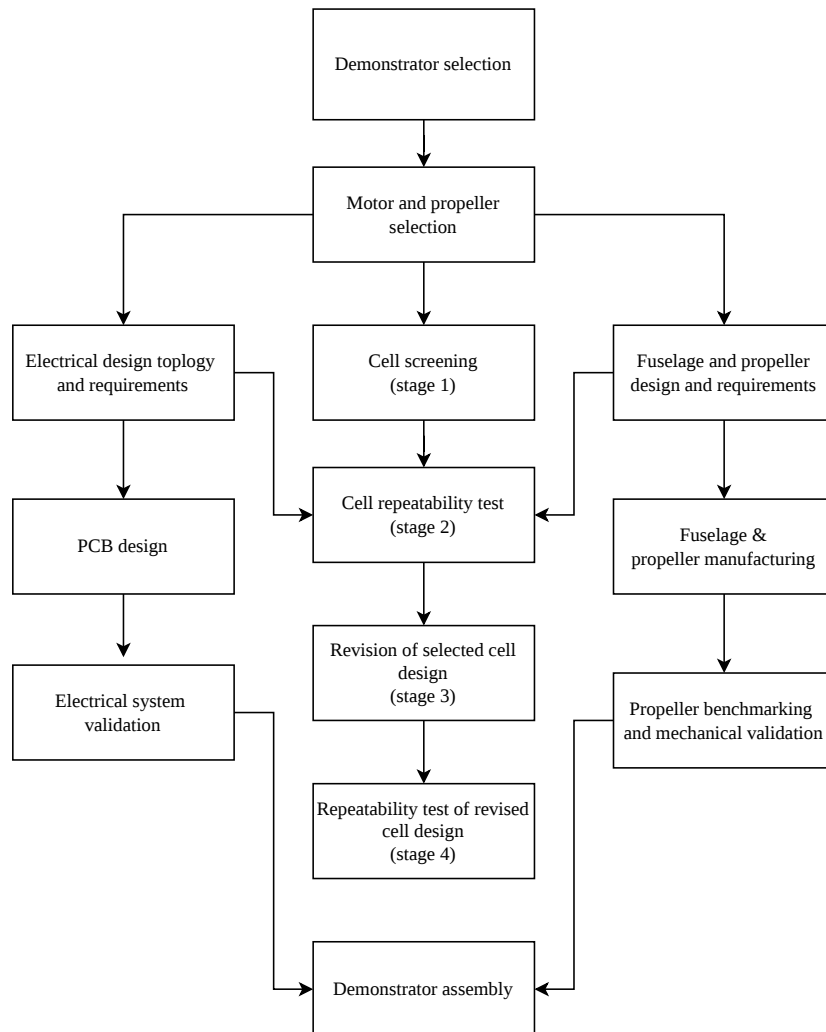 Demonstrator selection
Motor and propeller
selection
Electrical design toplogy
and requirements
Cell screening
(stage 1)
Fuselage and propeller
design and requirements
Cell repeatability test
(stage 2)
PCB design
Fuselage &
propeller manufacturing
Revision of selected cell
design
(stage 3)
Electrical system
validation
Propeller benchmarking
and mechanical validation
Repeatability test of revised
cell design
(stage 4)
Demonstrator assembly